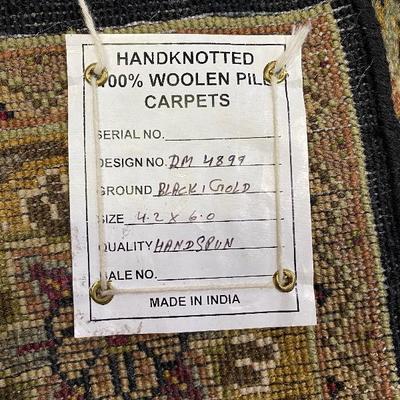 HANDKNOTTED
100% WOOLEN PILE
CARPETS
SERIAL NO.
DESIGN NO. RM 4899
GROUND BLACK / GOLD
SIZE 4.2 X 6.0
QUALITY HANDSPUN
SALE NO.
MADE IN INDIA